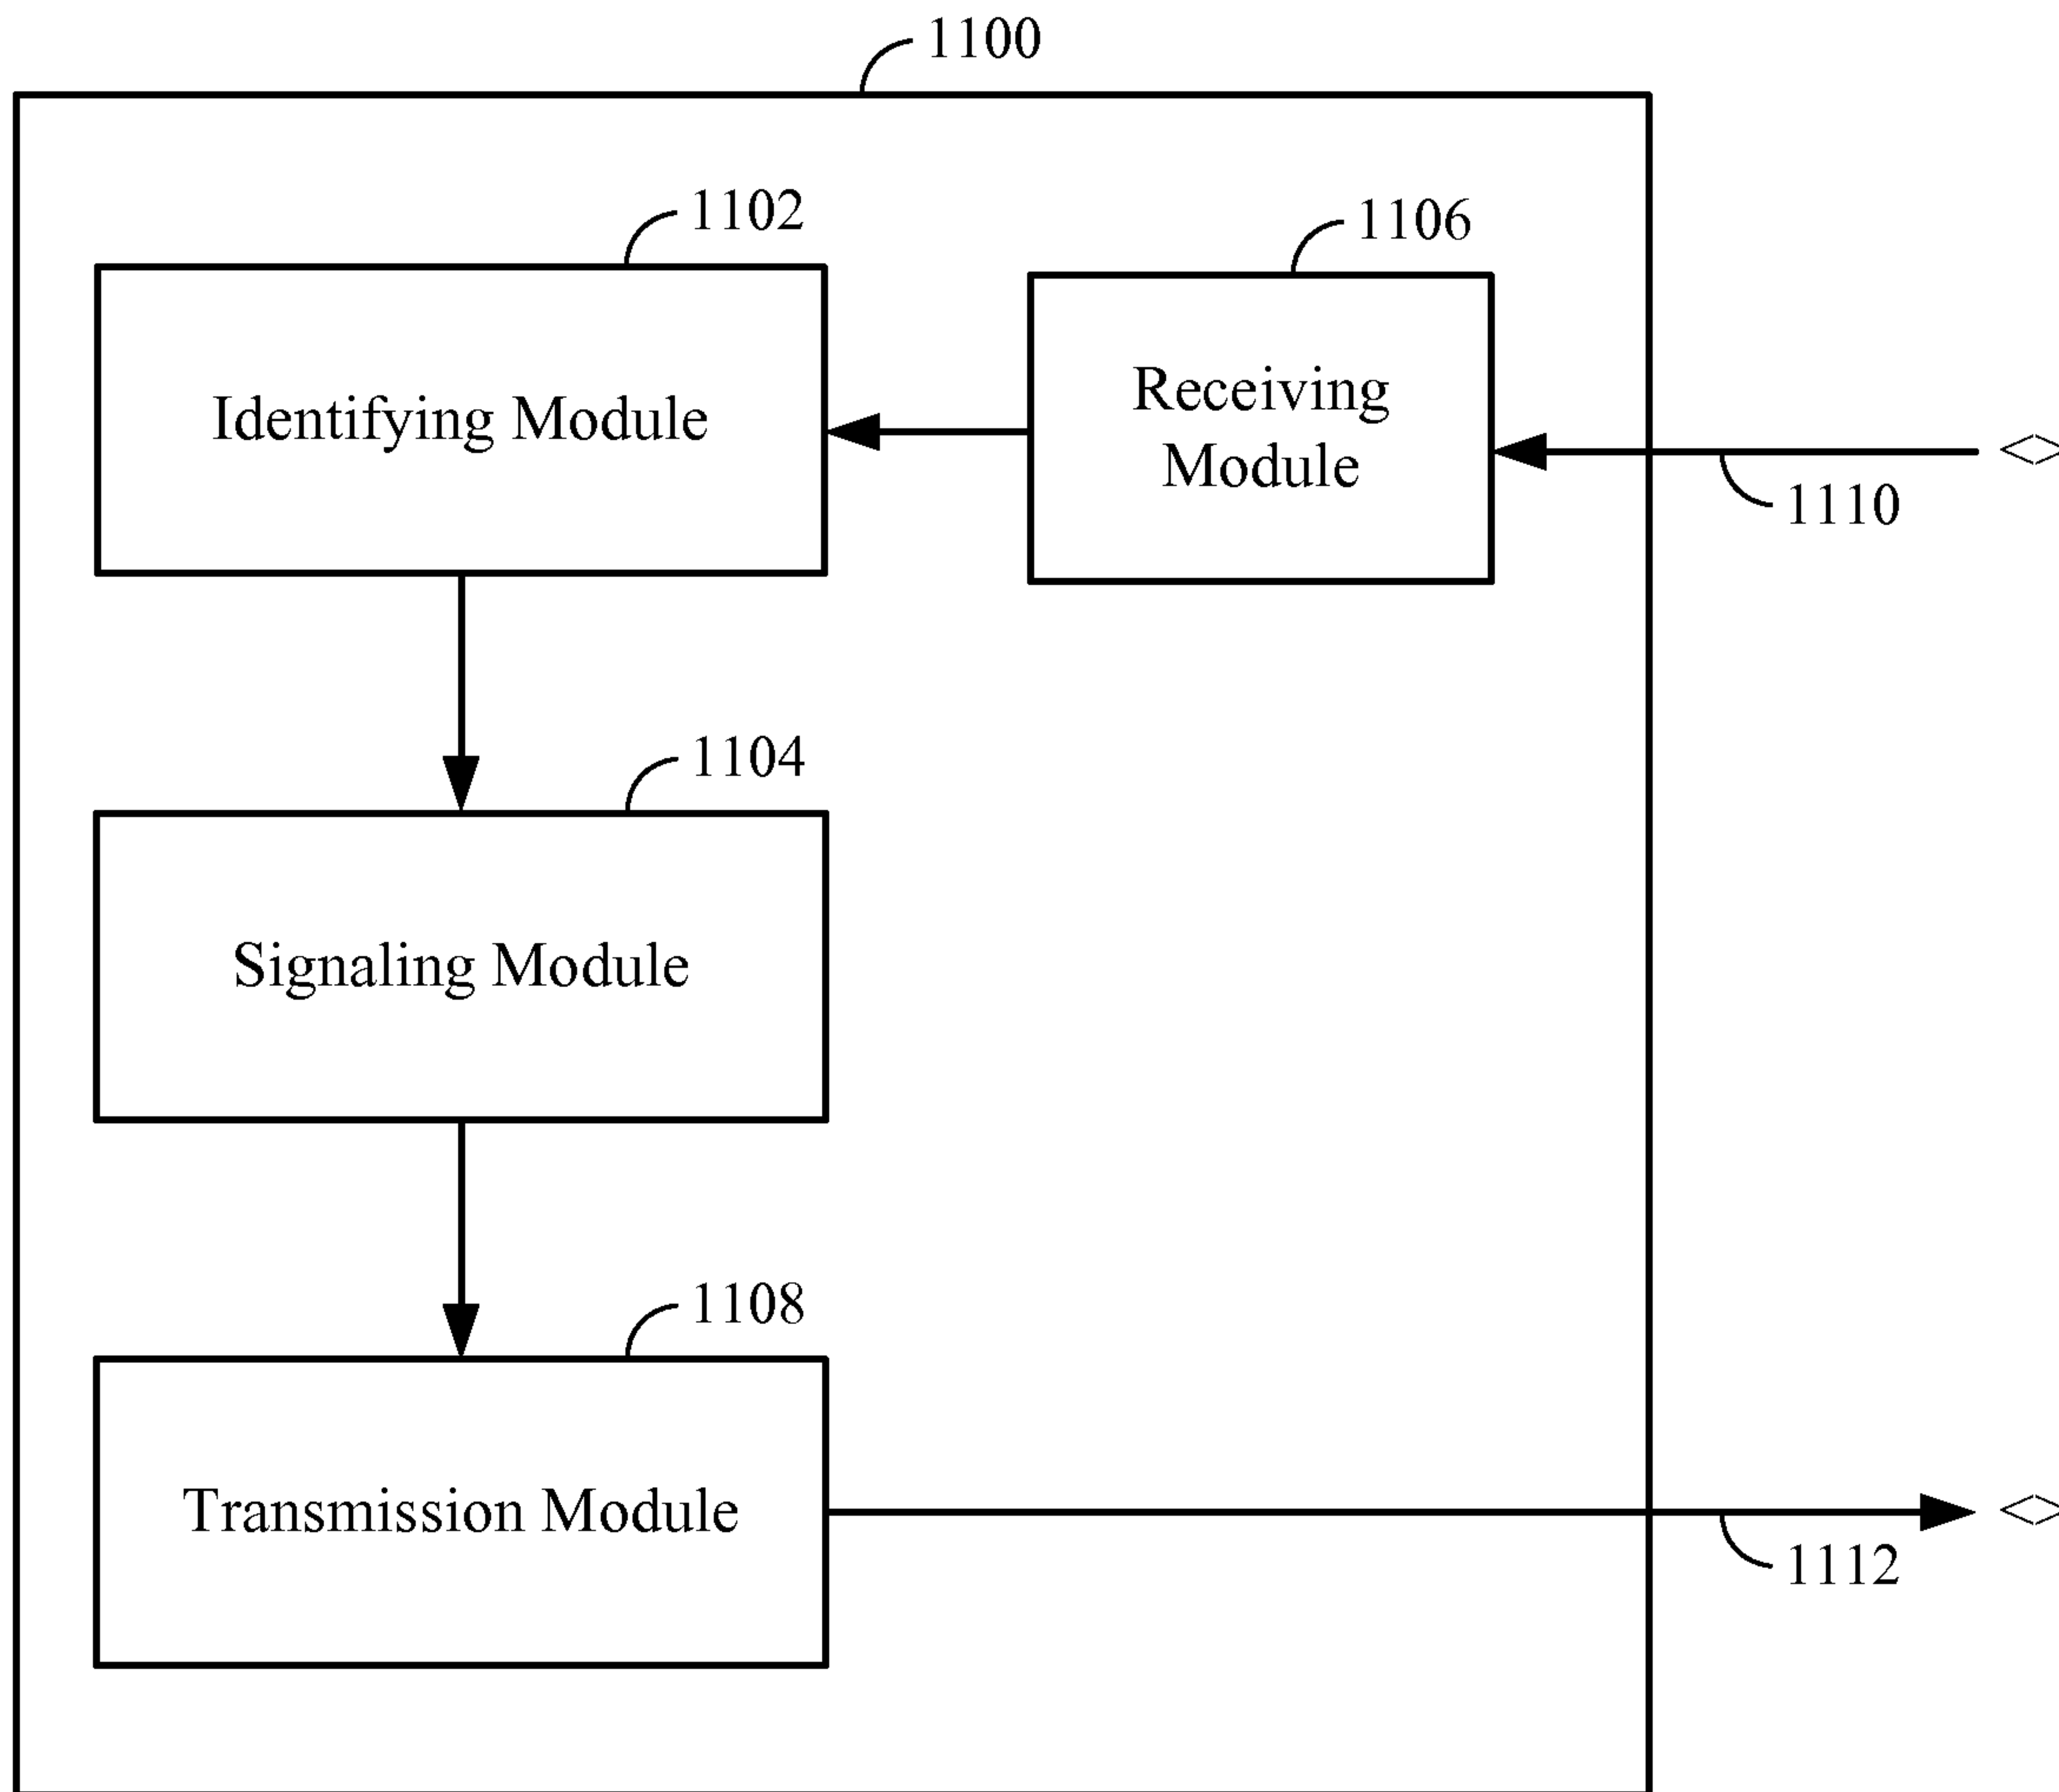 1100
1102
1106
Identifying Module
Receiving
Module
<>
1110
1104
Signaling Module
1108
Transmission Module
<>
1112